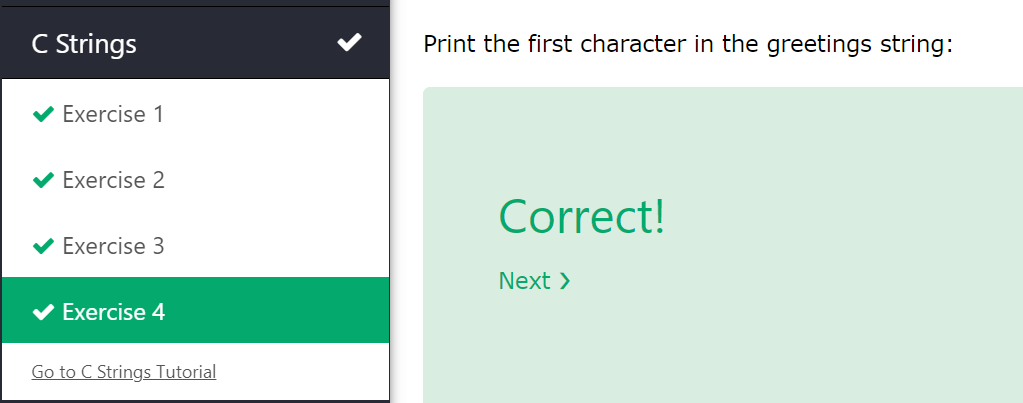 C Strings
Exercise 1
Exercise 2
Exercise 3
Exercise 4
Go to C Strings Tutorial
Print the first character in the greetings string:
Correct!
Next ❯